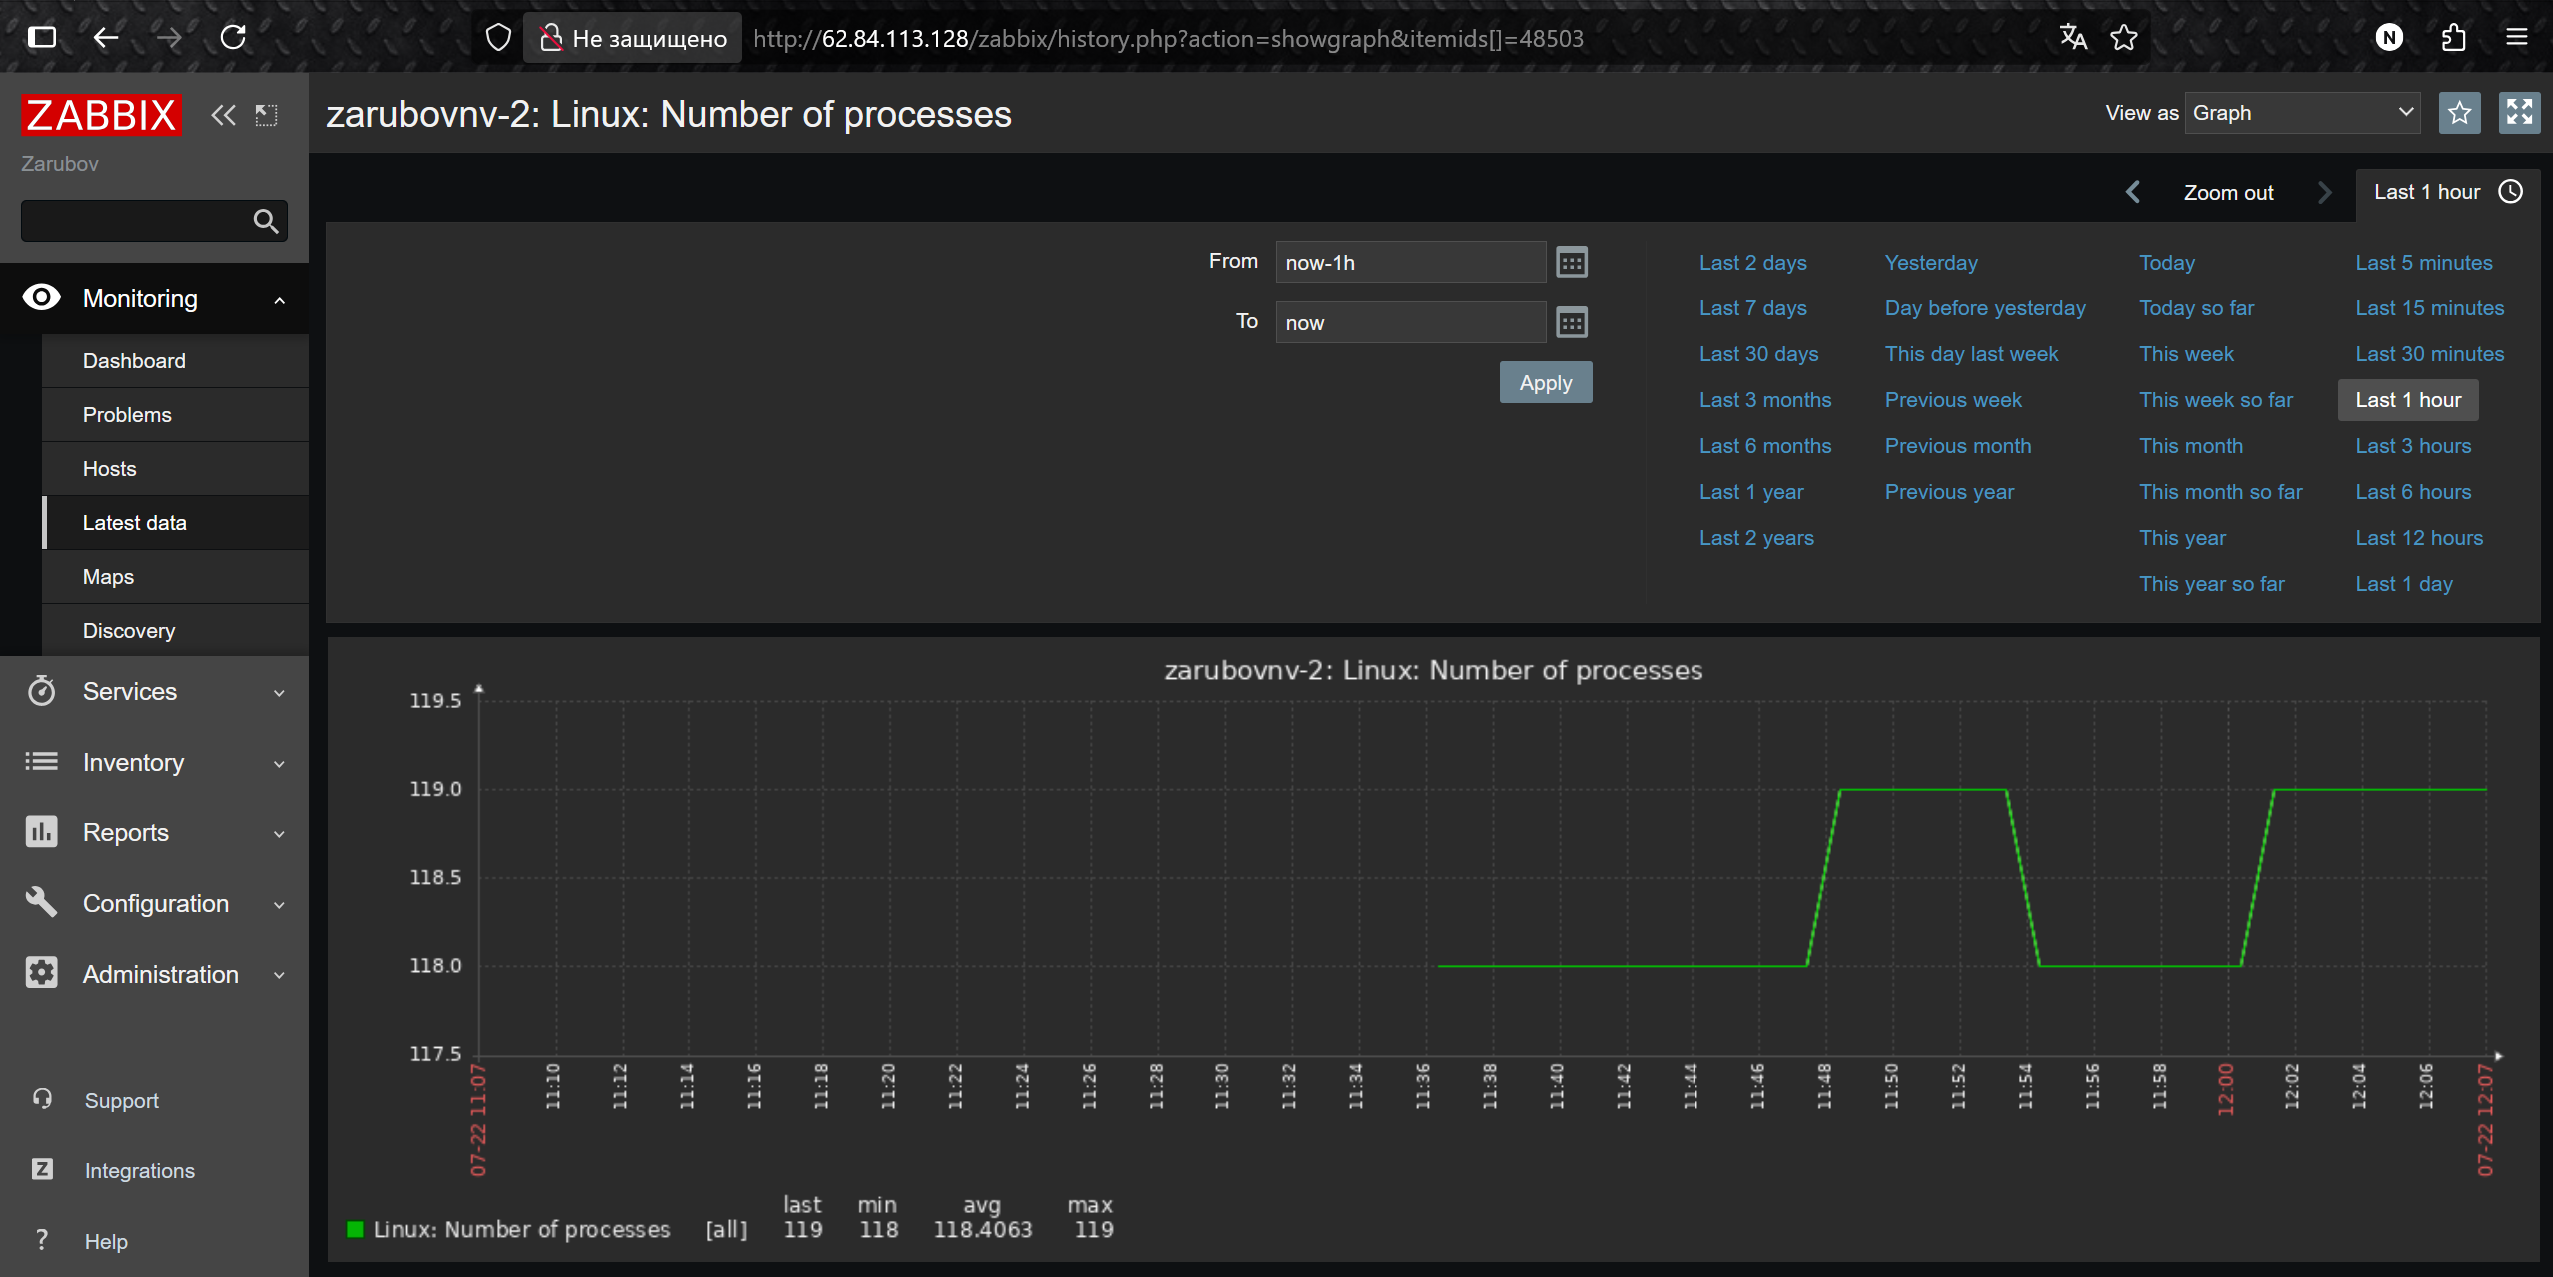 Не защищено http://62.84.113.128/zabbix/history.php?action=showgraph&itemids[]=48503
N
ZABBIX
Zarubov
Monitoring
Dashboard
Problems
Hosts
Latest data
Maps
Discovery
Services
Inventory
Reports
Configuration
Administration
Support
Z Integrations
? Help
zarubovnv-2: Linux: Number of processes
View as Graph
Zoom out
Last 1 hour
From now-1h
To now
Apply
Last 2 days Yesterday Today Last 5 minutes
Last 7 days Day before yesterday Today so far Last 15 minutes
Last 30 days This day last week This week Last 30 minutes
Last 3 months Previous week This week so far Last 1 hour
Last 6 months Previous month This month Last 3 hours
Last 1 year Previous year This month so far Last 6 hours
Last 2 years This year Last 12 hours
This year so far Last 1 day
zarubovnv-2: Linux: Number of processes
119.5
119.0
118.5
118.0
117.5
07-22 11:07 11:10 11:12 11:14 11:16 11:18 11:20 11:22 11:24 11:26 11:28 11:30 11:32 11:34 11:36 11:38 11:40 11:42 11:44 11:46 11:48 11:50 11:52 11:54 11:56 11:58 12:00 12:02 12:04 12:06 07-22 12:07
last min avg max
Linux: Number of processes [all] 119 118 118.4063 119